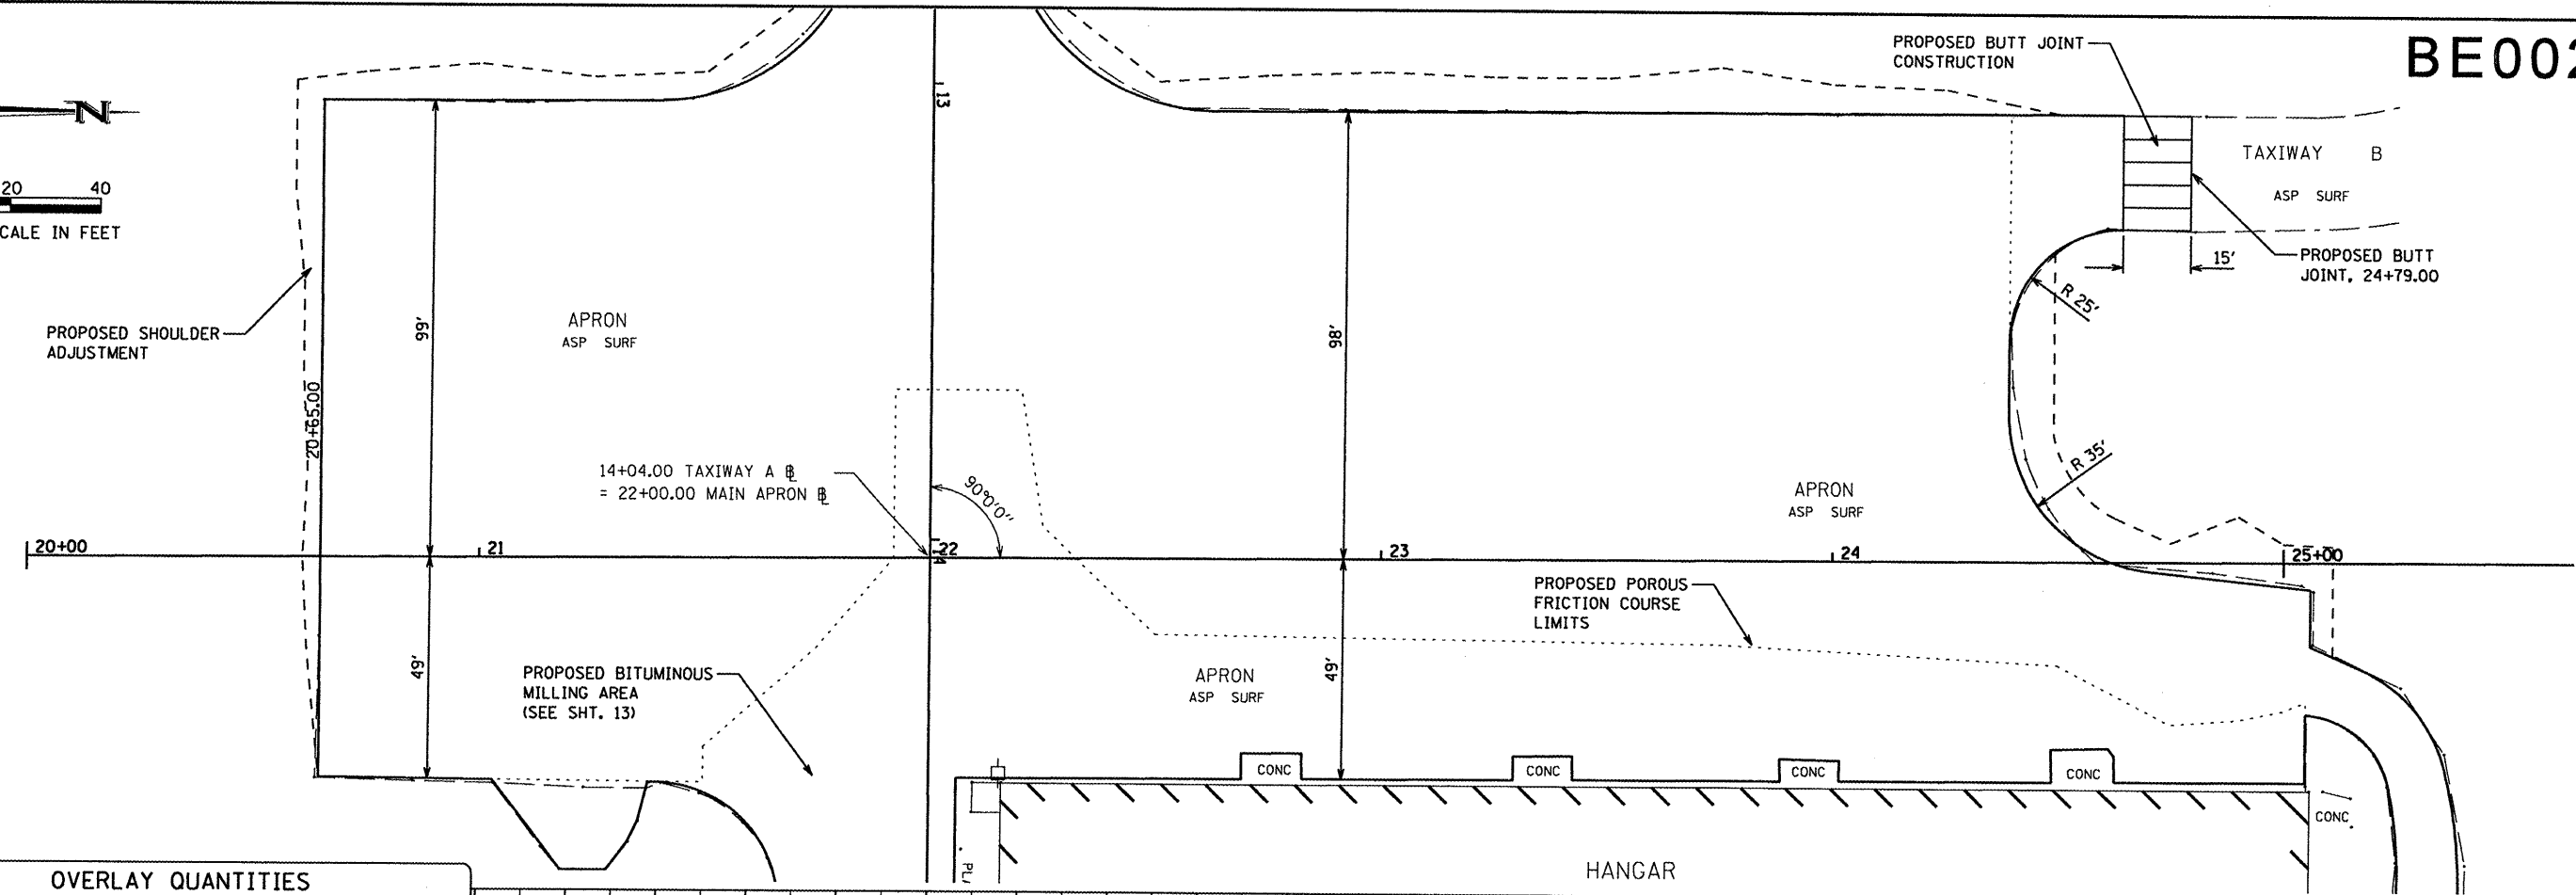 PROPOSED BUTT JOINT
CONSTRUCTION
BE002
N
13
20 40
CALE IN FEET
TAXIWAY B
ASP SURF
PROPOSED BUTT
JOINT, 24+79.00
15'
R 25'
PROPOSED SHOULDER
ADJUSTMENT
99'
APRON
ASP SURF
98'
20+65.00
14+04.00 TAXIWAY A ℄
= 22+00.00 MAIN APRON ℄
90°0'0"
APRON
ASP SURF
R 35'
20+00
21
22
23
24
25+00
14
49'
PROPOSED BITUMINOUS
MILLING AREA
(SEE SHT. 13)
PROPOSED POROUS
FRICTION COURSE
LIMITS
APRON
ASP SURF
49'
CONC
CONC
CONC
CONC
CONC.
HANGAR
OVERLAY QUANTITIES